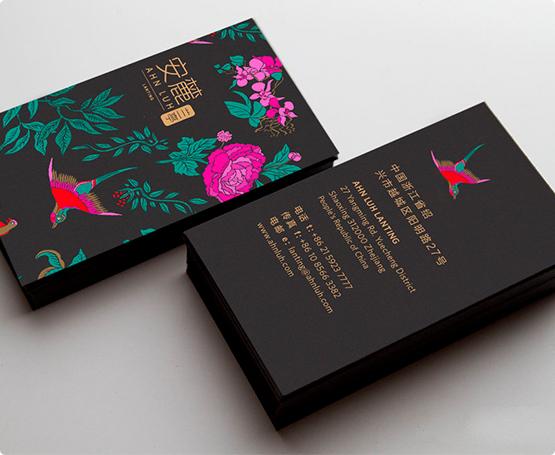 安麓
AHN LUH
LANTING
兰亭
中国浙江省绍
兴市越城区阳明路27号
AHN LUH LANTING
27 Yangming Rd, Yuecheng District
Shaoxing 312000 Zhejiang
People's Republic of China
电话 t: +86 21 5923 7777
传真 f: +86 10 8566 3382
电邮 e: lanting@ahnluh.com
www.ahnluh.com